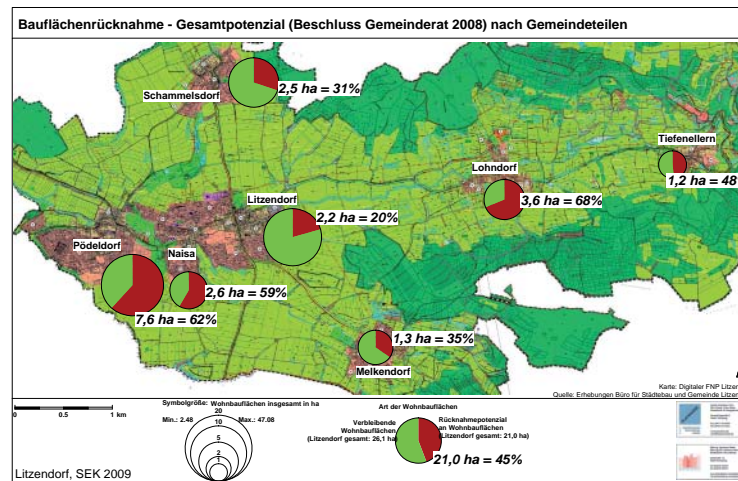 Bauflächenrücknahme - Gesamtpotenzial (Beschluss Gemeinderat 2008) nach Gemeindeteilen
Schammelsdorf
2,5 ha = 31%
Tiefenellern
1,2 ha = 48
Lohndorf
3,6 ha = 68%
Litzendorf
2,2 ha = 20%
Pödeldorf
Naisa
2,6 ha = 59%
7,6 ha = 62%
1,3 ha = 35%
Melkendorf
Karte: Digitaler FNP Litzen
Quelle: Erhebungen Büro für Städtebau und Gemeinde Litzen
0 0.5 1 km
Symbolgröße: Wohnbauflächen insgesamt in ha
Min.: 2.48
Max.: 47.08
20
10
5
2
1
Art der Wohnbauflächen
Verbleibende
Wohnbauflächen
(Litzendorf gesamt: 26,1 ha)
Rücknahmepotenzial
an Wohnbauflächen
(Litzendorf gesamt: 21,0 ha)
21,0 ha = 45%
Litzendorf, SEK 2009